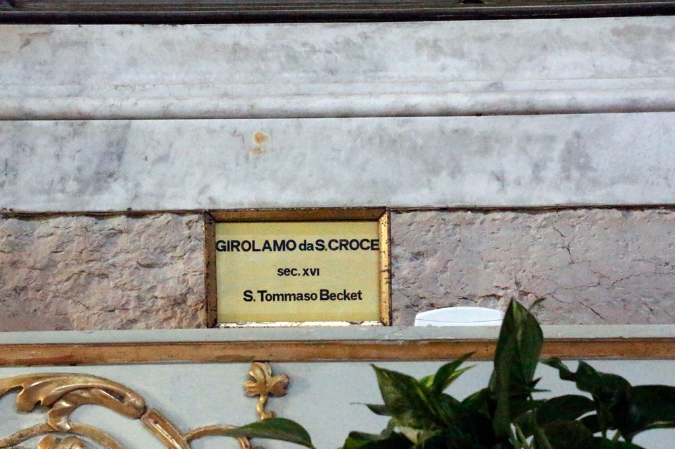 GIROLAMO da S. CROCE
sec. XVI
S. Tommaso Becket